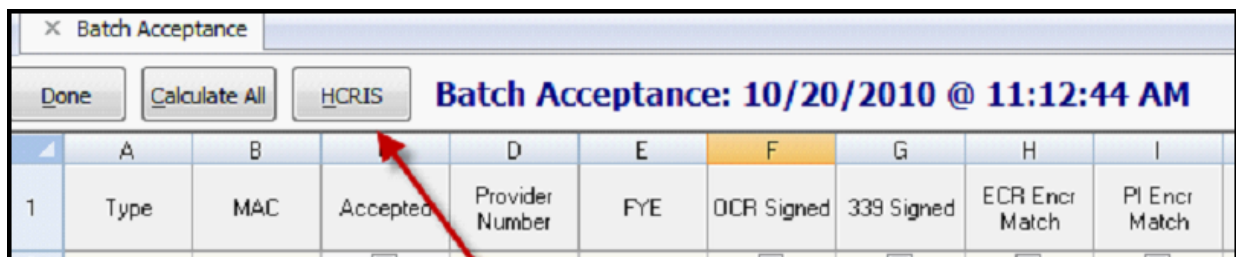 × Batch Acceptance
Done Calculate All HCRIS Batch Acceptance: 10/20/2010 @ 11:12:44 AM
A B D E F G H I
1 Type MAC Accepted Provider Number FYE OCR Signed 339 Signed ECR Encr Match PI Encr Match